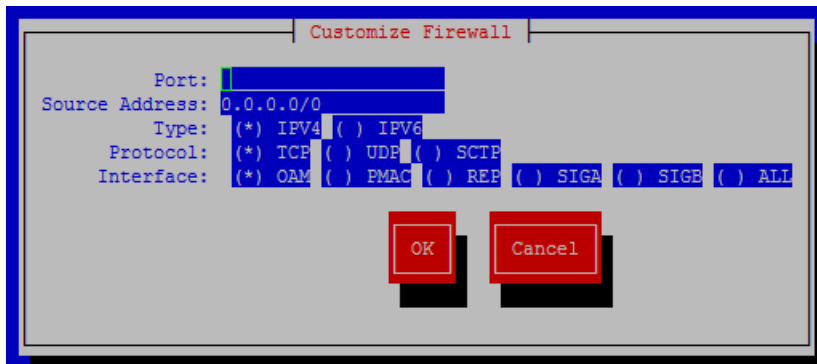 Customize Firewall
Port:
Source Address: 0.0.0.0/0
Type: (*) IPV4 ( ) IPV6
Protocol: (*) TCP ( ) UDP ( ) SCTP
Interface: (*) OAM ( ) PMAC ( ) REP ( ) SIGA ( ) SIGB ( ) ALL
OK Cancel